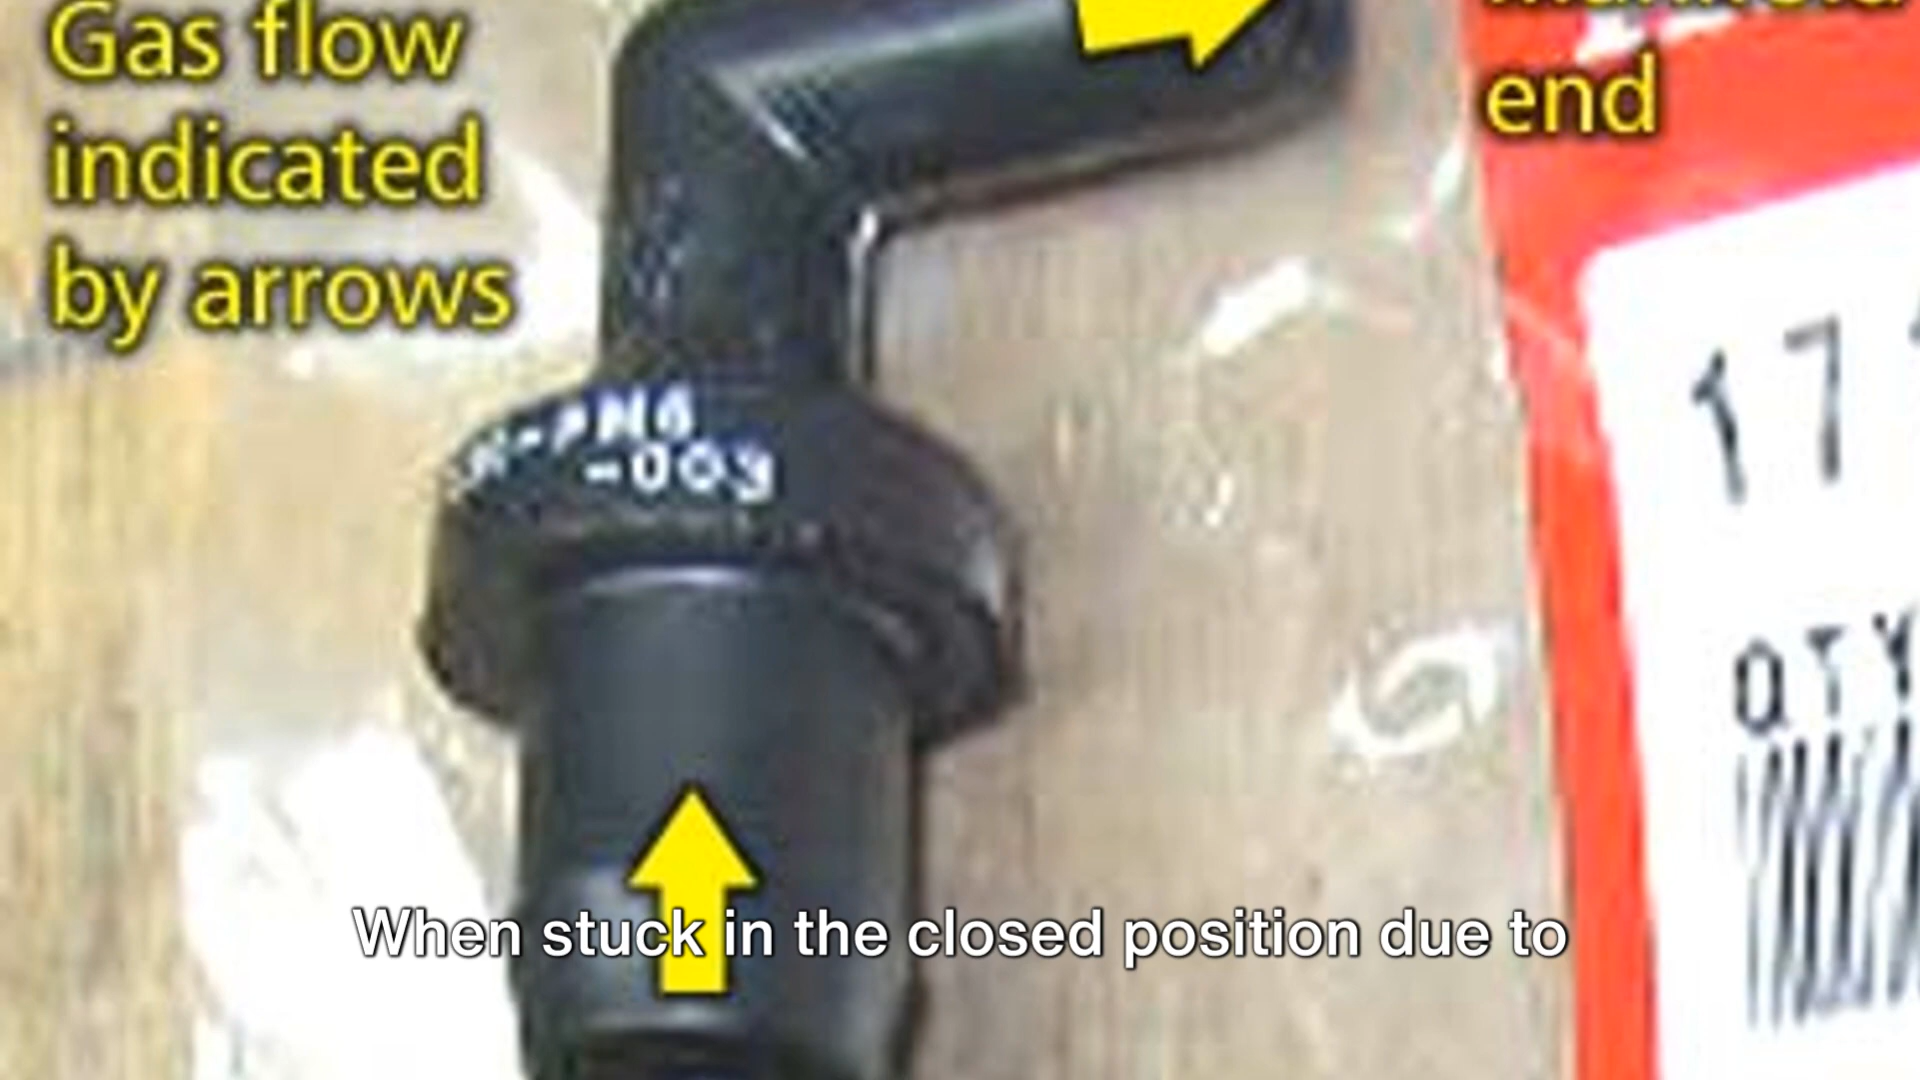 Gas flow
indicated
by arrows
end
-003
17
QTY
When stuck in the closed position due to